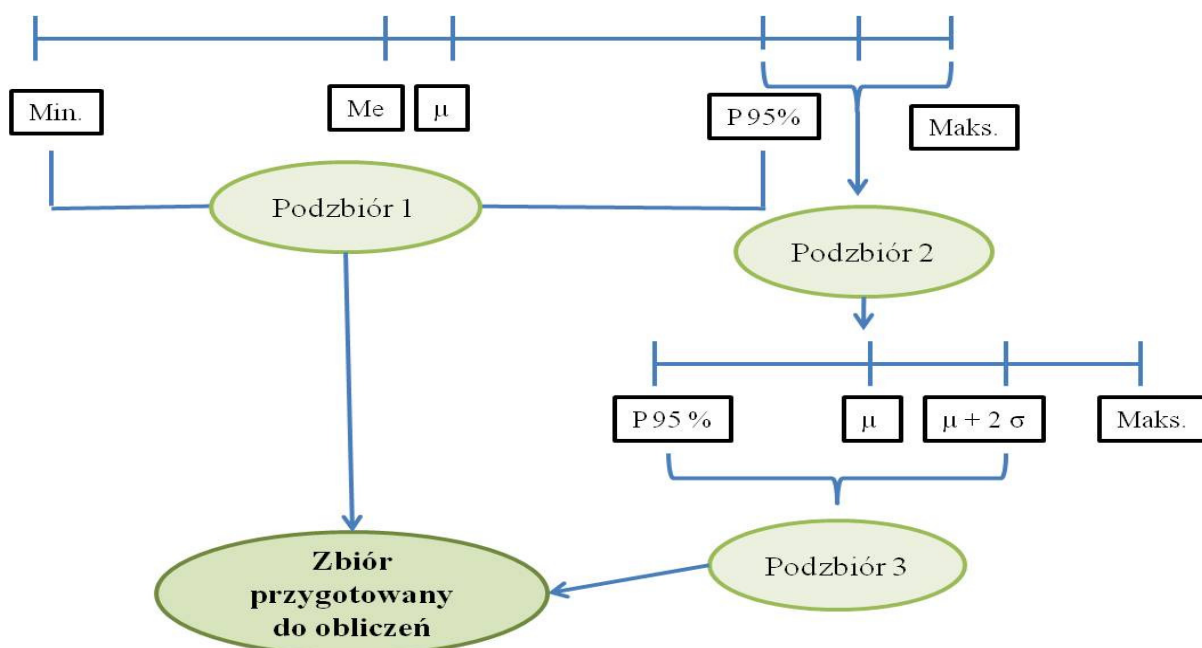 Min.
Me
μ
P 95%
Maks.
Podzbiór 1
Podzbiór 2
P 95 %
μ
μ + 2 σ
Maks.
Podzbiór 3
Zbiór
przygotowany
do obliczeń